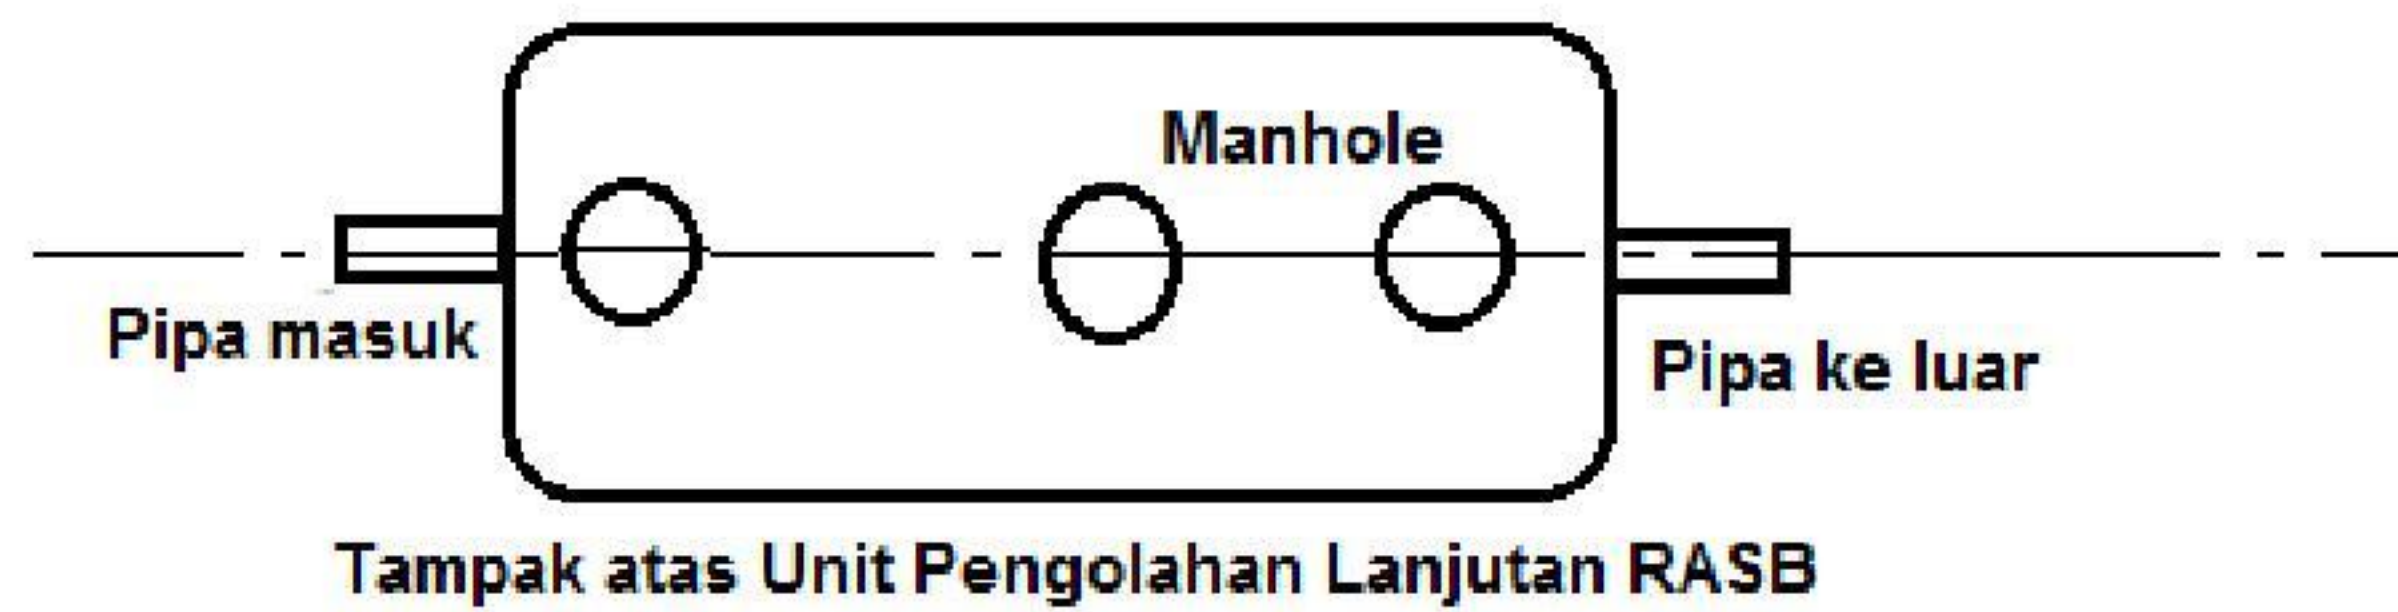 Manhole
Pipa masuk
Pipa ke luar
Tampak atas Unit Pengolahan Lanjutan RASB